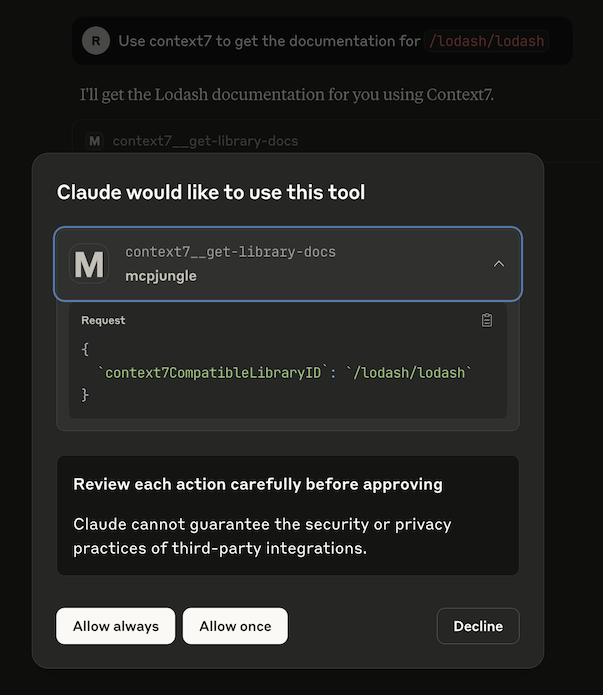 R
Use context7 to get the documentation for /lodash/lodash
I'll get the Lodash documentation for you using Context7.
M
context7__get-library-docs
Claude would like to use this tool
M
context7__get-library-docs
mcpjungle
Request
{
`context7CompatibleLibraryID`: `/lodash/lodash`
}
Review each action carefully before approving
Claude cannot guarantee the security or privacy
practices of third-party integrations.
Allow always
Allow once
Decline